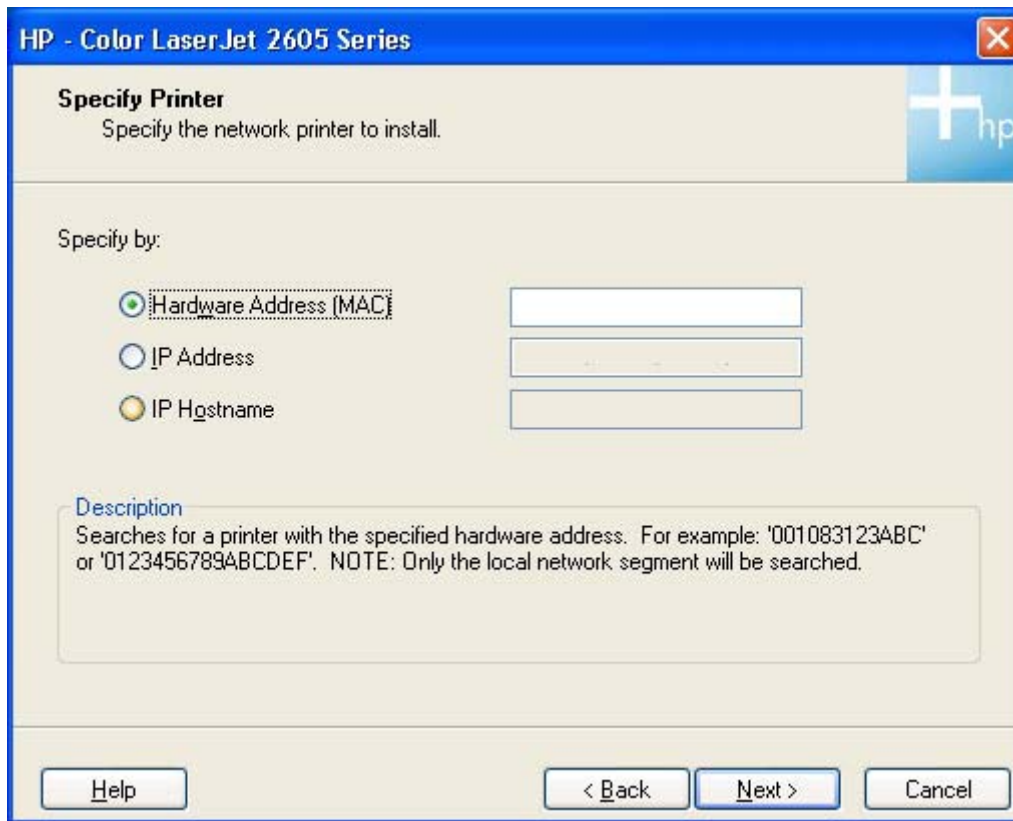 HP - Color LaserJet 2605 Series
Specify Printer
Specify the network printer to install.
hp
Specify by:
Hardware Address (MAC)
IP Address
IP Hostname
Description
Searches for a printer with the specified hardware address.  For example: '001083123ABC'
or '0123456789ABCDEF'.  NOTE: Only the local network segment will be searched.
Help
< Back
Next >
Cancel